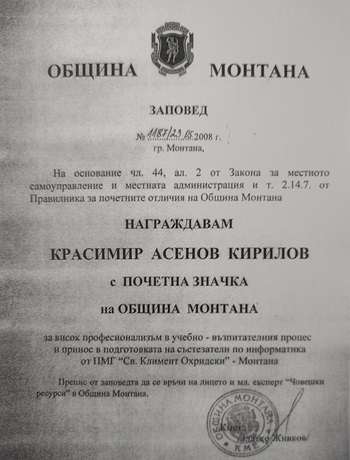 ОБЩИНА МОНТАНА
ЗАПОВЕД
№ 1187/23.05.2008 г.
гр. Монтана,
На основание чл. 44, ал. 2 от Закона за местното
самоуправление и местната администрация и т. 2.14.7. от
Правилника за почетните отличия на Община Монтана
НАГРАЖДАВАМ
КРАСИМИР АСЕНОВ КИРИЛОВ
с ПОЧЕТНА ЗНАЧКА
на ОБЩИНА МОНТАНА
за висок професионализъм в учебно - възпитателния процес
и принос в подготовката на състезатели по информатика
от ПМГ “Св. Климент Охридски” - Монтана
Препис от заповедта да се връчи на лицето и мл. експерт “Човешки
ресурси” в Община Монтана.
ОБЩИНА МОНТАНА
КМЕТ
Кмет
/Златко Живков/